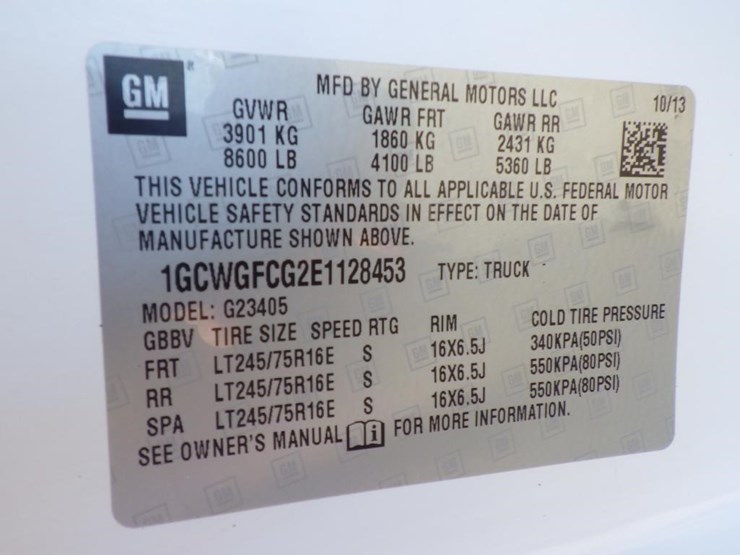 GM
MFD BY GENERAL MOTORS LLC 10/13
GVWR GAWR FRT GAWR RR
3901 KG 1860 KG 2431 KG
8600 LB 4100 LB 5360 LB
THIS VEHICLE CONFORMS TO ALL APPLICABLE U.S. FEDERAL MOTOR
VEHICLE SAFETY STANDARDS IN EFFECT ON THE DATE OF
MANUFACTURE SHOWN ABOVE.
1GCWGFCG2E1128453 TYPE: TRUCK
MODEL: G23405
GBBV TIRE SIZE SPEED RTG RIM COLD TIRE PRESSURE
FRT LT245/75R16E S 16X6.5J 340KPA(50PSI)
RR LT245/75R16E S 16X6.5J 550KPA(80PSI)
SPA LT245/75R16E S 16X6.5J 550KPA(80PSI)
SEE OWNER'S MANUAL i FOR MORE INFORMATION.